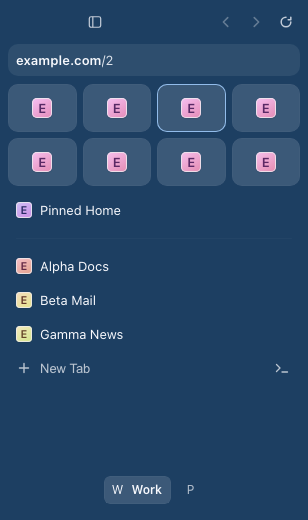 example.com/2
E E E E
E E E E
E Pinned Home
E Alpha Docs
E Beta Mail
E Gamma News
New Tab
W Work P